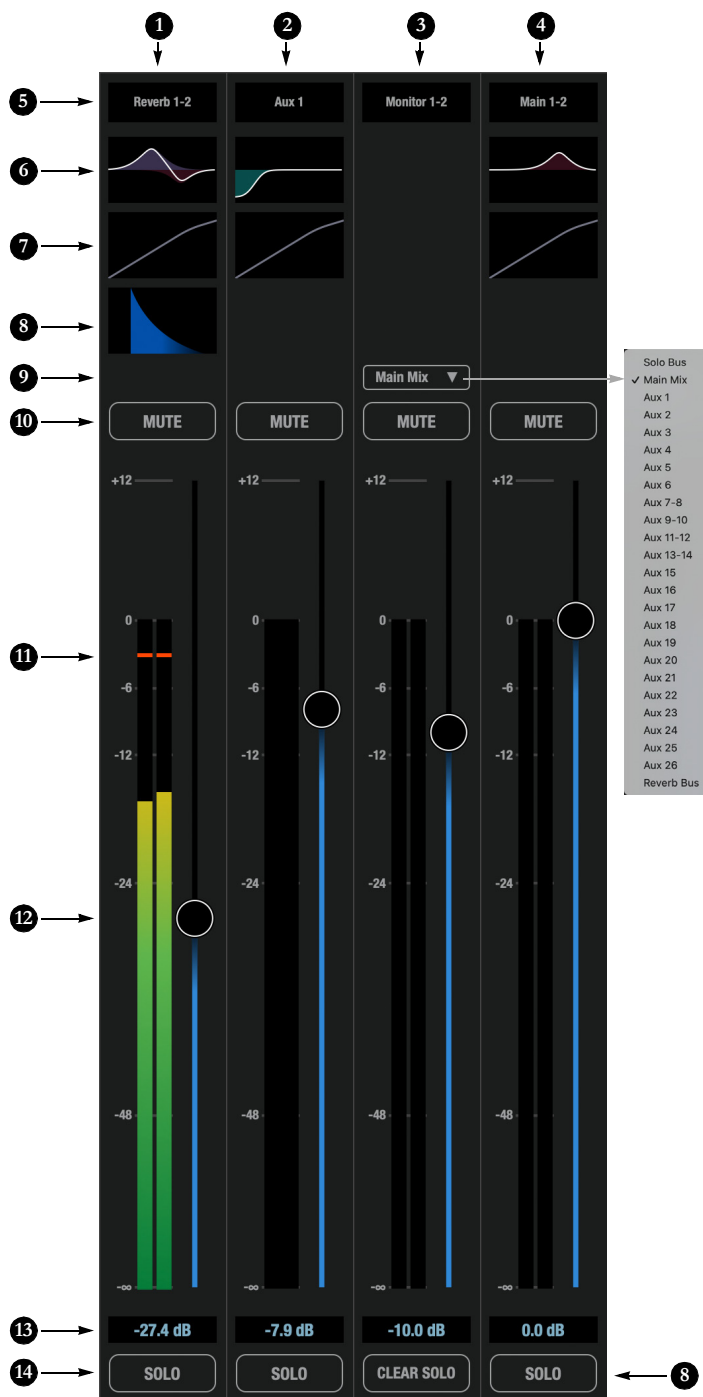 1 2 3 4
5 Reverb 1-2 Aux 1 Monitor 1-2 Main 1-2
6
7
8
9 Main Mix ▼
10 MUTE MUTE MUTE MUTE
+12 +12 +12 +12
0 0 0 0
11
-6 -6 -6 -6
-12 -12 -12 -12
-24 -24 -24 -24
12
-48 -48 -48 -48
-∞ -∞ -∞ -∞
13 -27.4 dB -7.9 dB -10.0 dB 0.0 dB
14 SOLO SOLO CLEAR SOLO SOLO 8
Solo Bus
✓ Main Mix
Aux 1
Aux 2
Aux 3
Aux 4
Aux 5
Aux 6
Aux 7-8
Aux 9-10
Aux 11-12
Aux 13-14
Aux 15
Aux 16
Aux 17
Aux 18
Aux 19
Aux 20
Aux 21
Aux 22
Aux 23
Aux 24
Aux 25
Aux 26
Reverb Bus